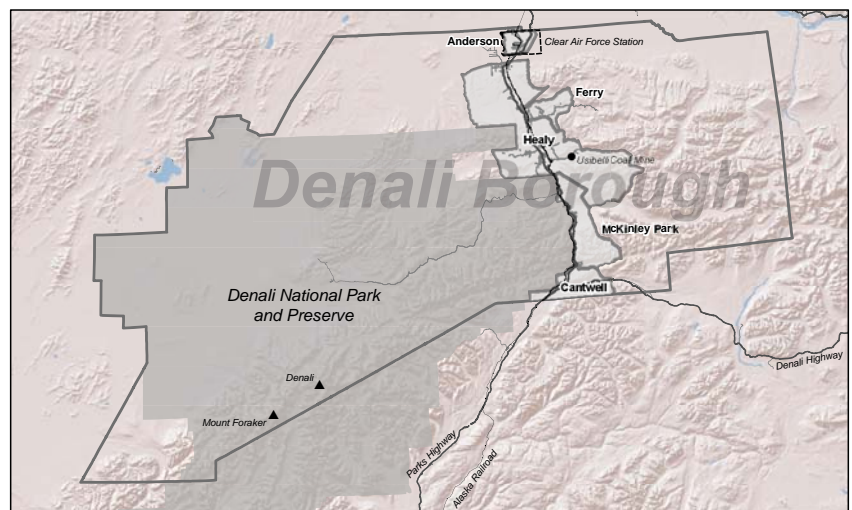 Anderson
Clear Air Force Station
Ferry
Healy
Usibelli Coal Mine
Denali Borough
McKinley Park
Cantwell
Denali National Park
and Preserve
Denali
Mount Foraker
Denali Highway
Parks Highway
Alaska Railroad